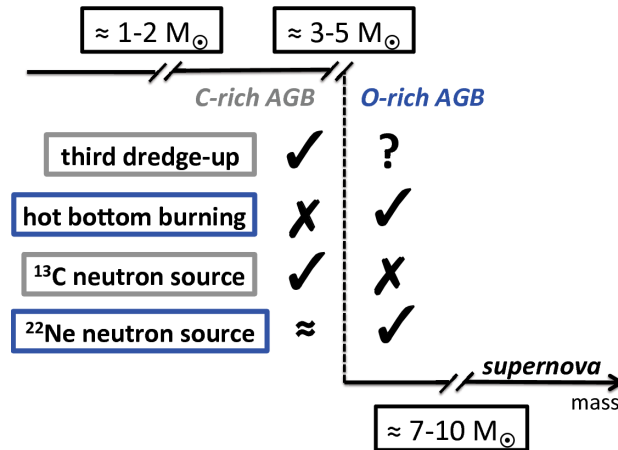 ≈ 1-2 M☉ ≈ 3-5 M☉
C-rich AGB O-rich AGB
third dredge-up ✓ ?
hot bottom burning ✗ ✓
¹³C neutron source ✓ ✗
²²Ne neutron source ≈ ✓
supernova
mass
≈ 7-10 M☉